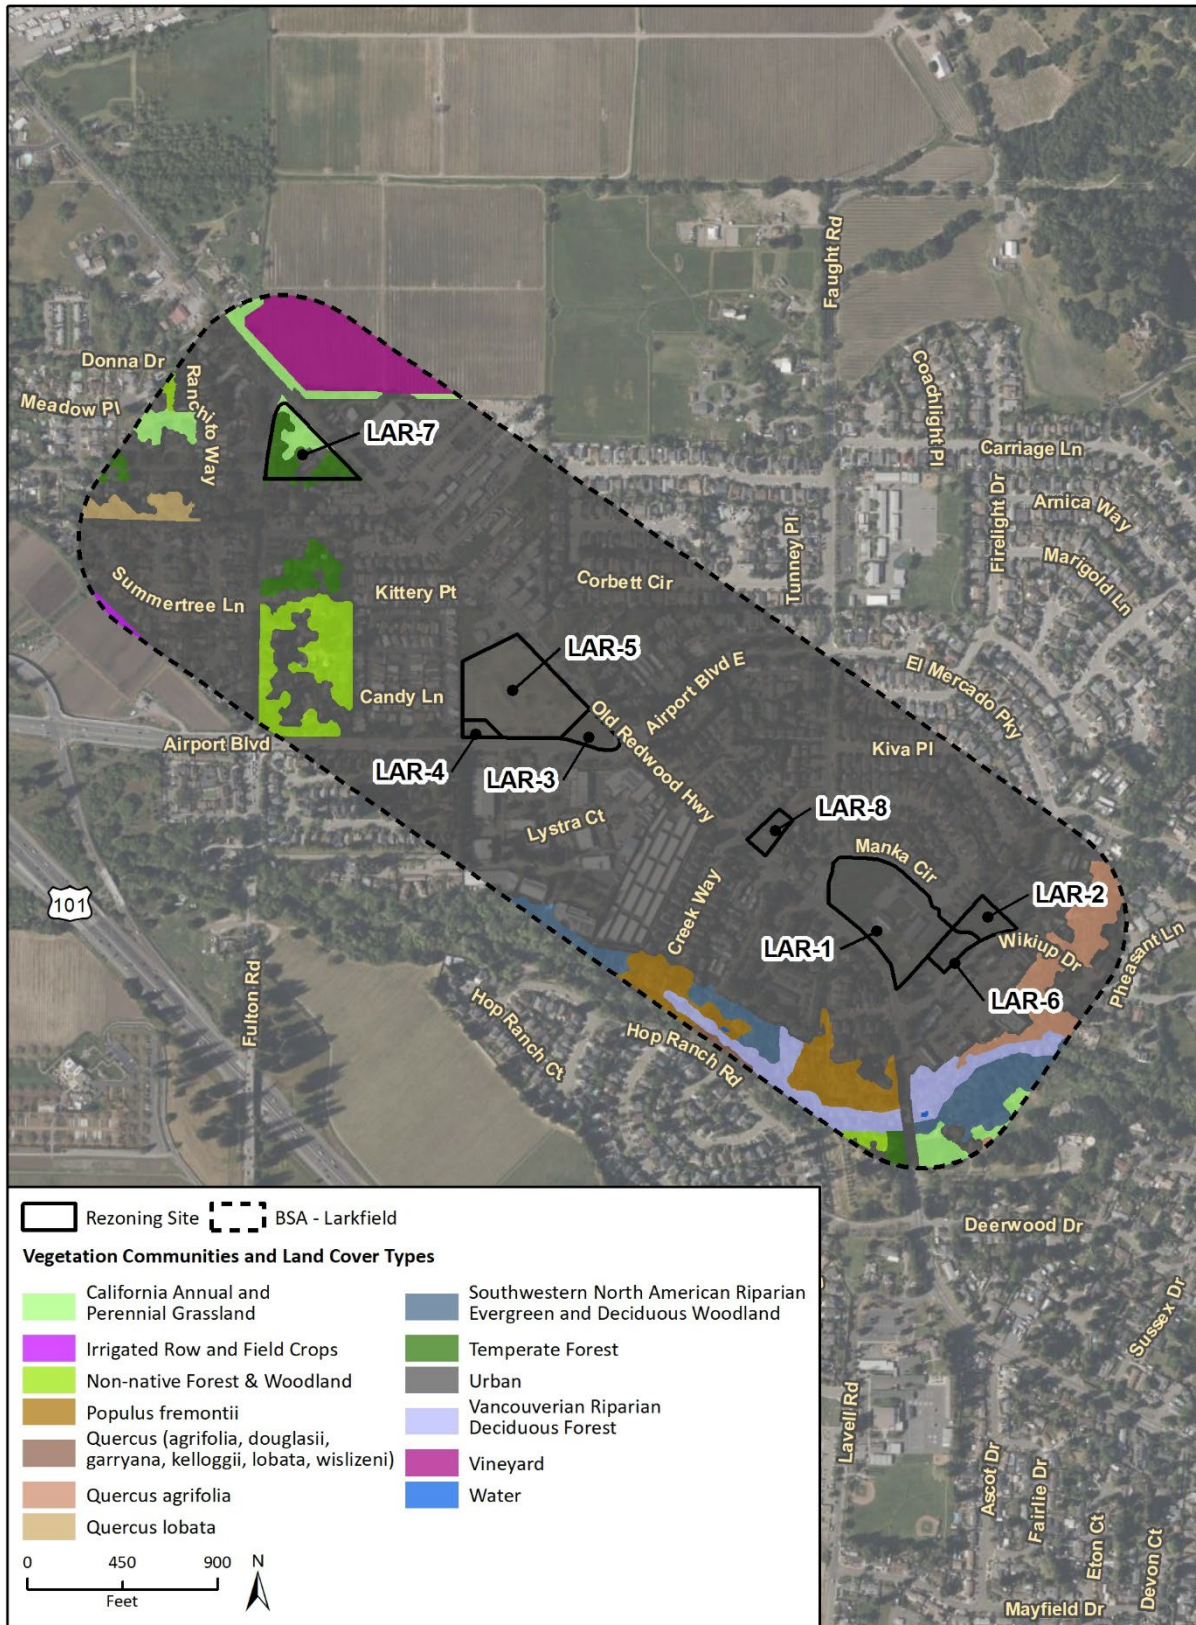 Faught Rd
Coachlight Pl
Donna Dr
Meadow Pl
Ranchito Way
LAR-7
Carriage Ln
Arnica Way
Firelight Dr
Marigold Ln
Tunney Pl
Corbett Cir
Kittery Pt
Summertree Ln
LAR-5
El Mercado Pky
Airport Blvd E
Candy Ln
Old Redwood Hwy
Airport Blvd
Kiva Pl
LAR-4
LAR-3
LAR-8
Lystra Ct
Manka Cir
101
Creek Way
LAR-2
LAR-1
Wikiup Dr
Pheasant Ln
LAR-6
Fulton Rd
Hop Ranch Ct
Hop Ranch Rd
Deerwood Dr
Sussex Dr
Lavell Rd
Ascot Dr
Fairlie Dr
Eton Ct
Devon Ct
Mayfield Dr
Rezoning Site
BSA - Larkfield
Vegetation Communities and Land Cover Types
California Annual and
Perennial Grassland
Irrigated Row and Field Crops
Non-native Forest & Woodland
Populus fremontii
Quercus (agrifolia, douglasii,
garryana, kelloggii, lobata, wislizeni)
Quercus agrifolia
Quercus lobata
Southwestern North American Riparian
Evergreen and Deciduous Woodland
Temperate Forest
Urban
Vancouverian Riparian
Deciduous Forest
Vineyard
Water
0 450 900
Feet
N